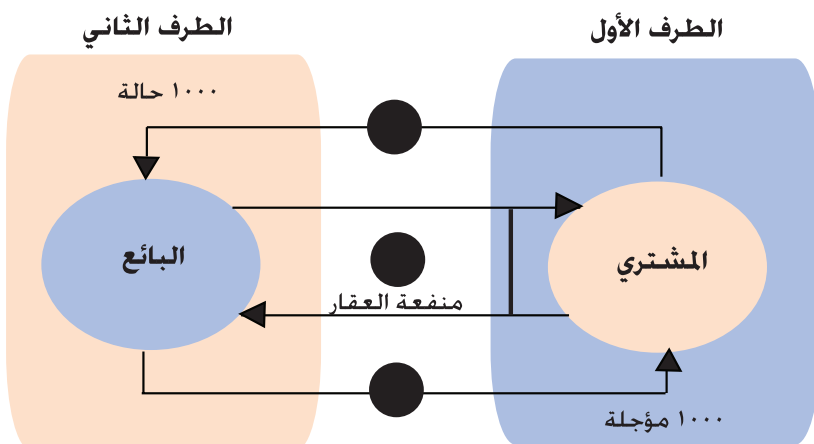 الطرف الأول
الطرف الثاني
١٠٠٠ حالة
المشتري
البائع
منفعة العقار
١٠٠٠ مؤجلة